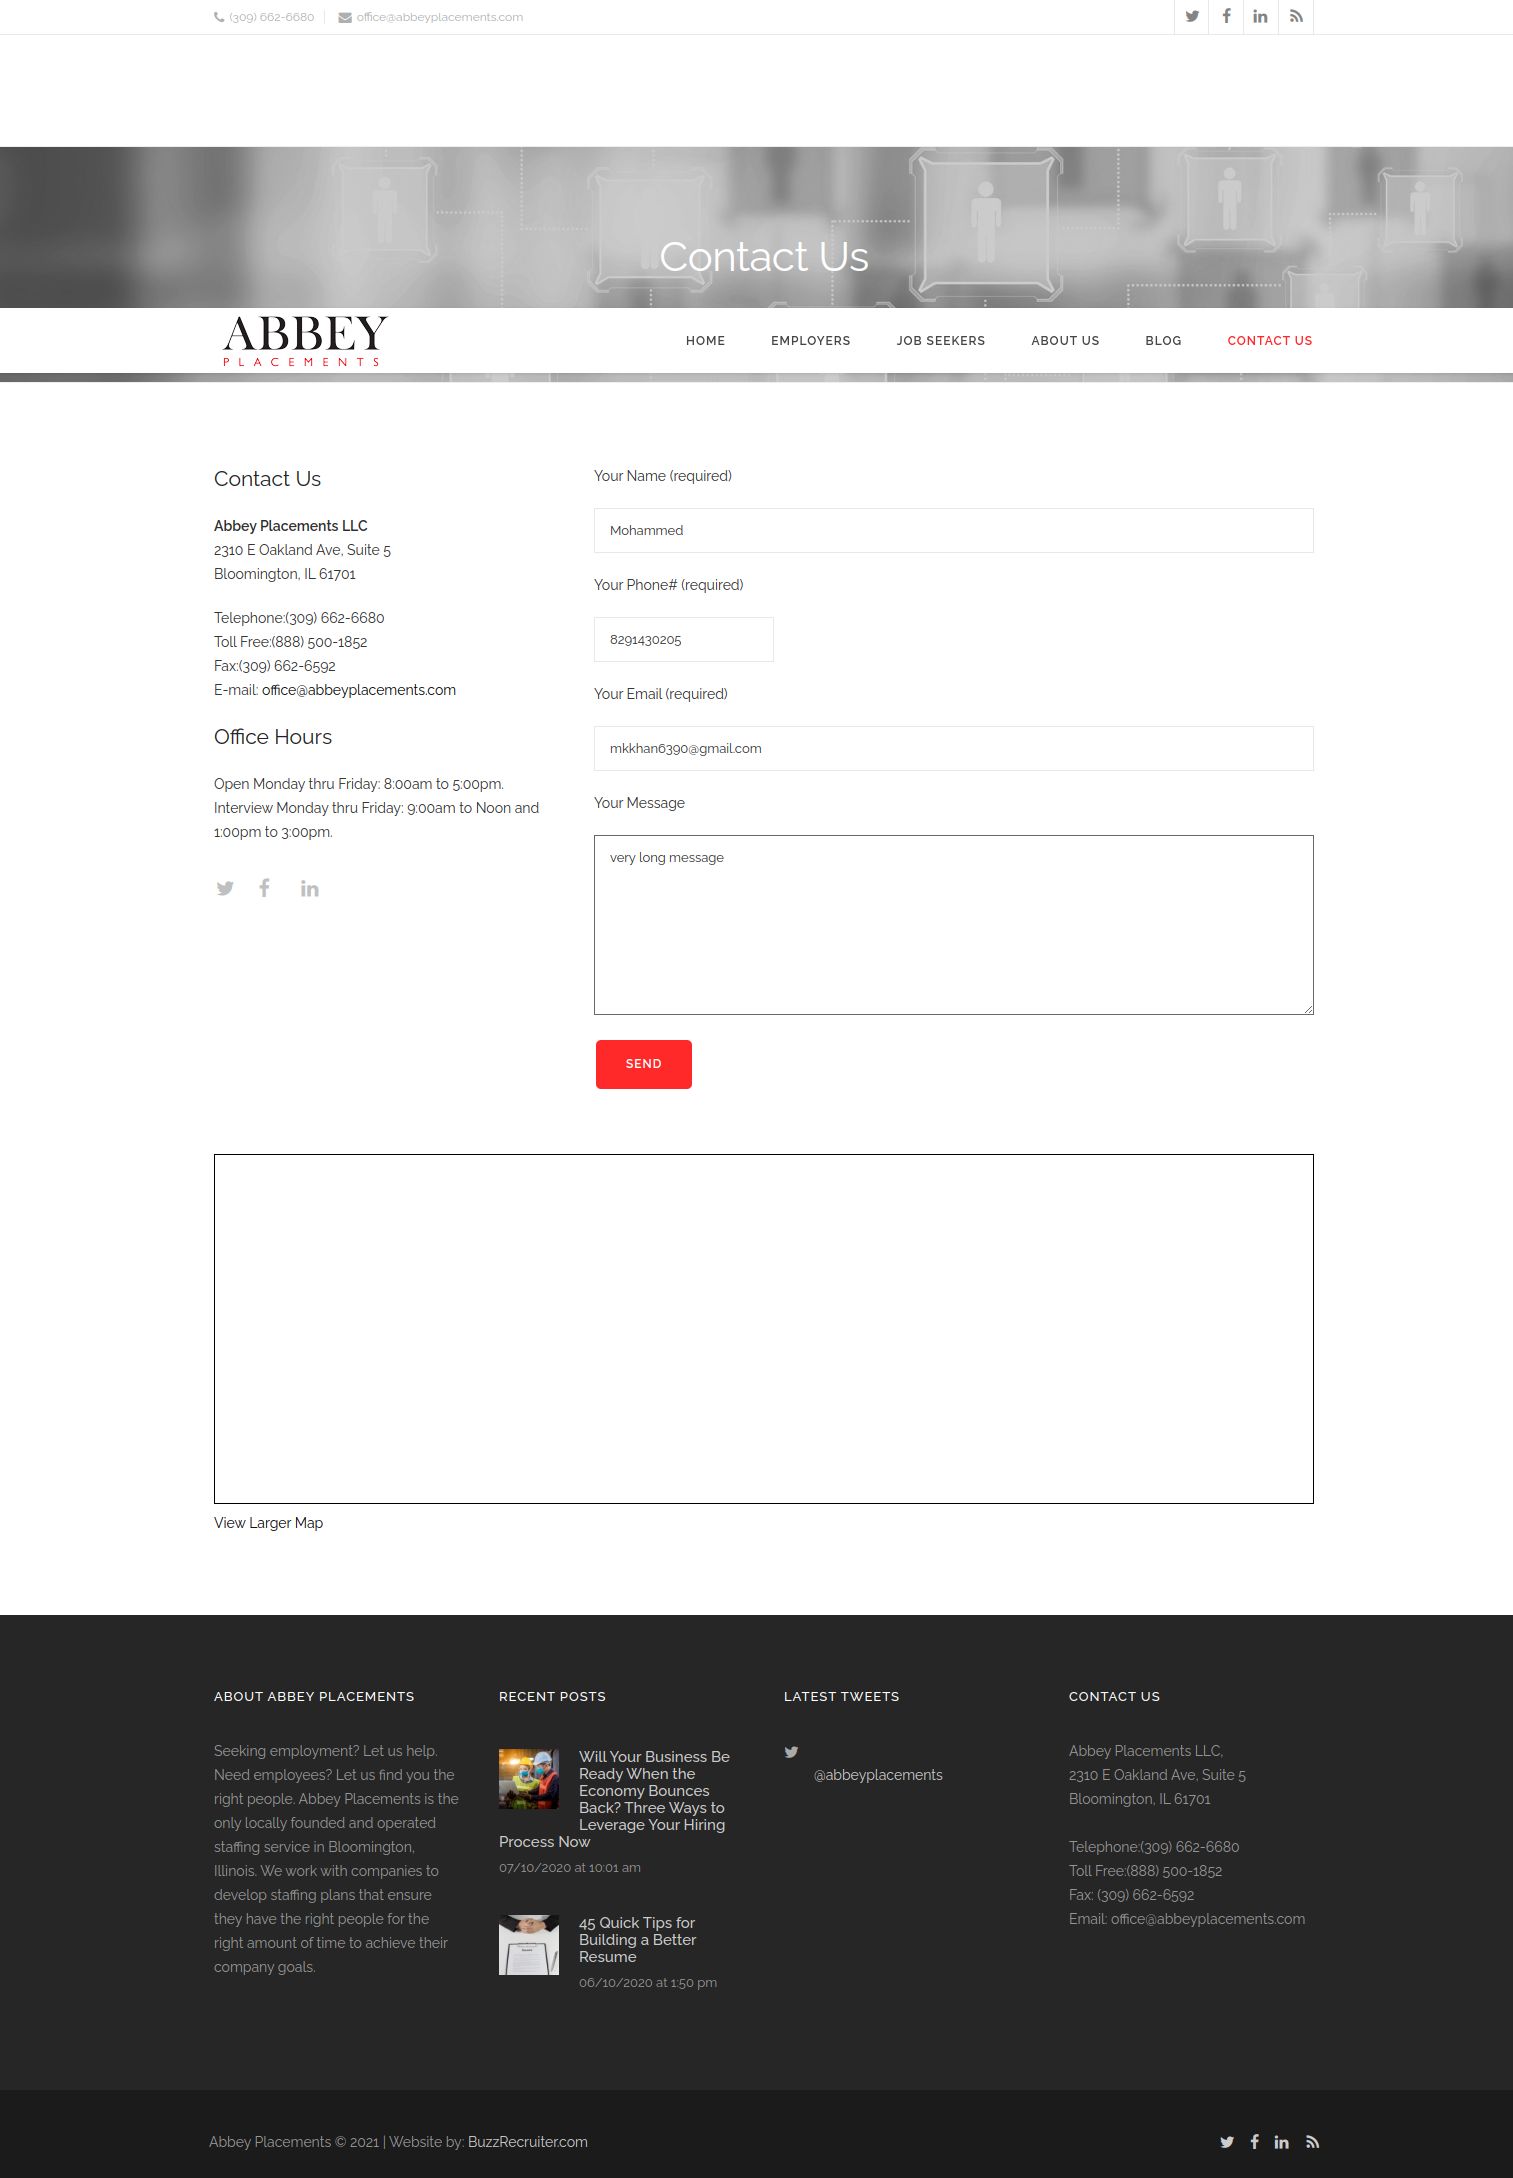 (309) 662-6680
office@abbeyplacements.com
Contact Us
ABBEY
PLACEMENTS
HOME
EMPLOYERS
JOB SEEKERS
ABOUT US
BLOG
CONTACT US
Contact Us
Abbey Placements LLC
2310 E Oakland Ave, Suite 5
Bloomington, IL 61701
Telephone:(309) 662-6680
Toll Free:(888) 500-1852
Fax:(309) 662-6592
E-mail: office@abbeyplacements.com
Office Hours
Open Monday thru Friday: 8:00am to 5:00pm.
Interview Monday thru Friday: 9:00am to Noon and
1:00pm to 3:00pm.
Your Name (required)
Mohammed
Your Phone# (required)
8291430205
Your Email (required)
mkkhan6390@gmail.com
Your Message
very long message
SEND
View Larger Map
ABOUT ABBEY PLACEMENTS
Seeking employment? Let us help.
Need employees? Let us find you the
right people. Abbey Placements is the
only locally founded and operated
staffing service in Bloomington,
Illinois. We work with companies to
develop staffing plans that ensure
they have the right people for the
right amount of time to achieve their
company goals.
RECENT POSTS
Will Your Business Be
Ready When the
Economy Bounces
Back? Three Ways to
Leverage Your Hiring
Process Now
07/10/2020 at 10:01 am
45 Quick Tips for
Building a Better
Resume
06/10/2020 at 1:50 pm
LATEST TWEETS
@abbeyplacements
CONTACT US
Abbey Placements LLC,
2310 E Oakland Ave, Suite 5
Bloomington, IL 61701
Telephone:(309) 662-6680
Toll Free:(888) 500-1852
Fax: (309) 662-6592
Email: office@abbeyplacements.com
Abbey Placements © 2021 | Website by: BuzzRecruiter.com